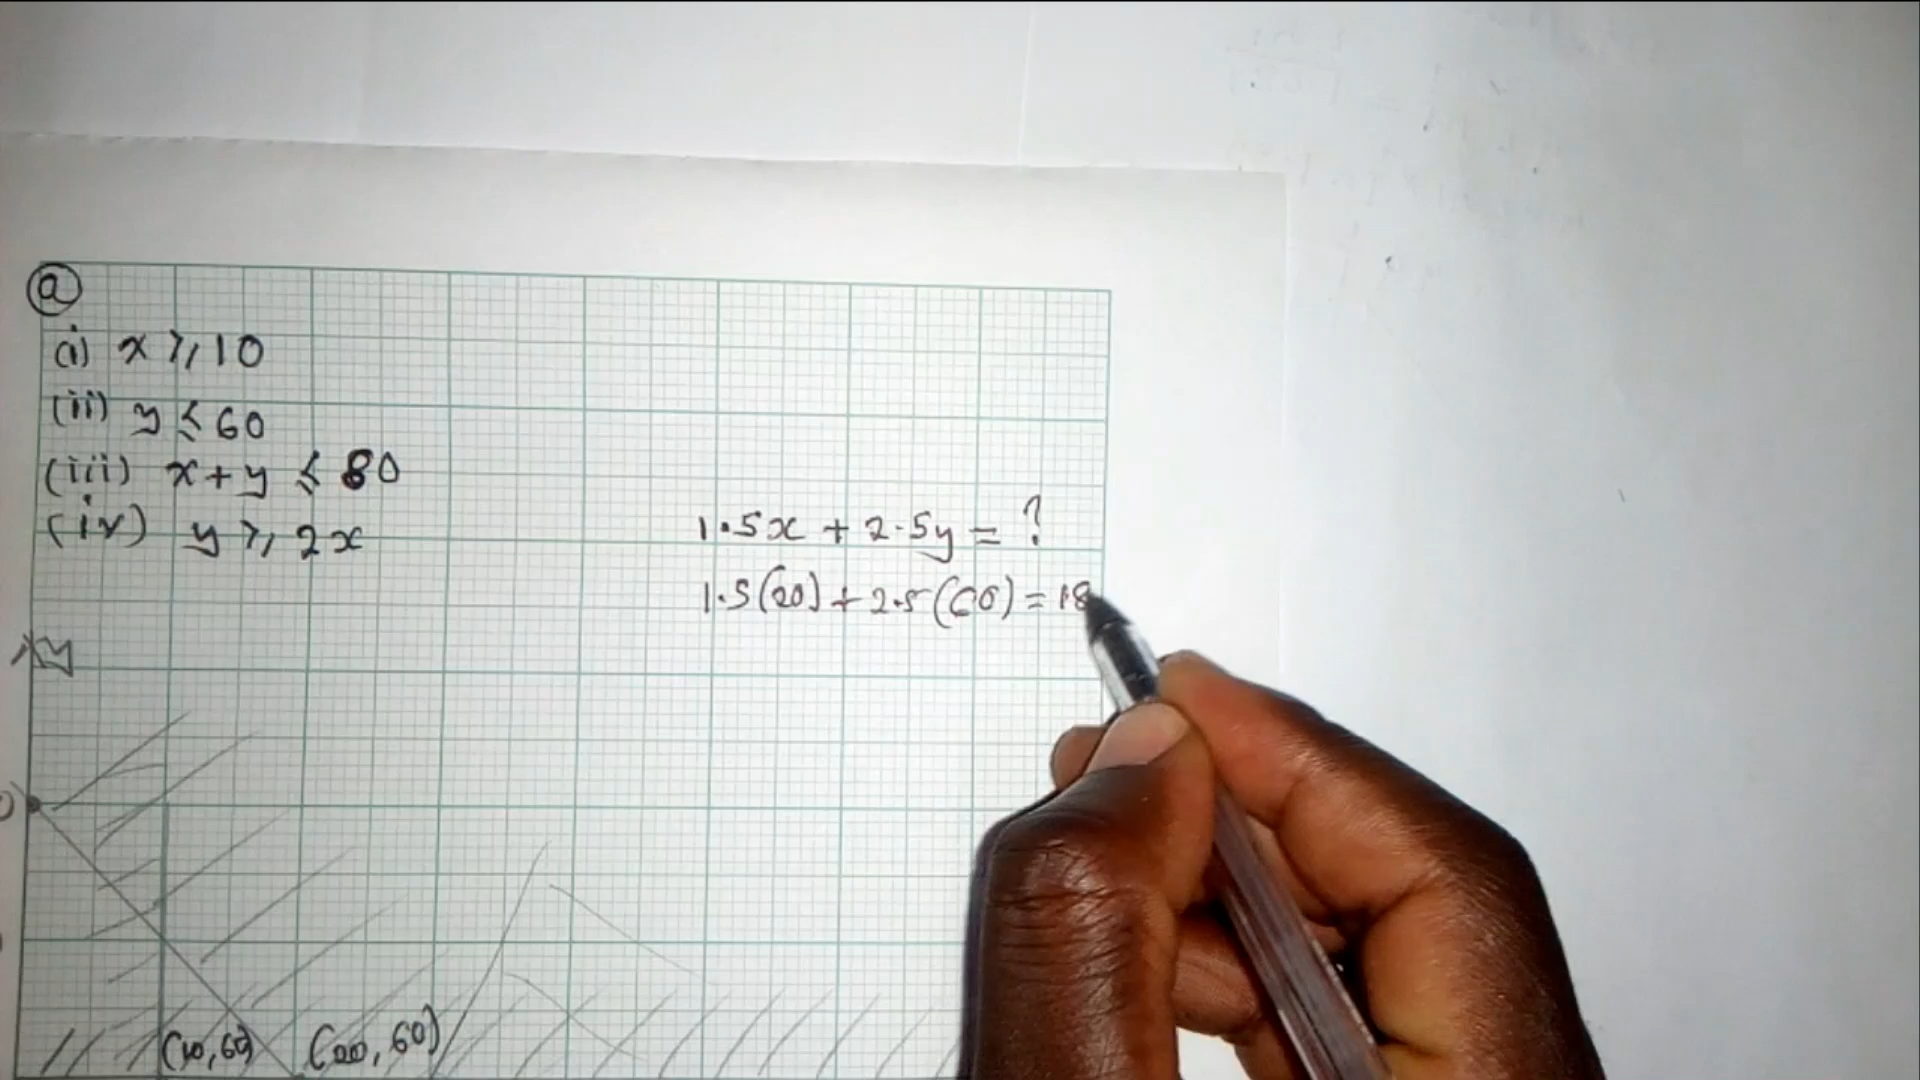 a
(i) x ≥ 10
(ii) y ≤ 60
(iii) x + y ≤ 80
(iv) y ≥ 2x
1.5x + 2.5y = ?
1.5(20) + 2.5(60) = 18
y
(10, 60) (20, 60)